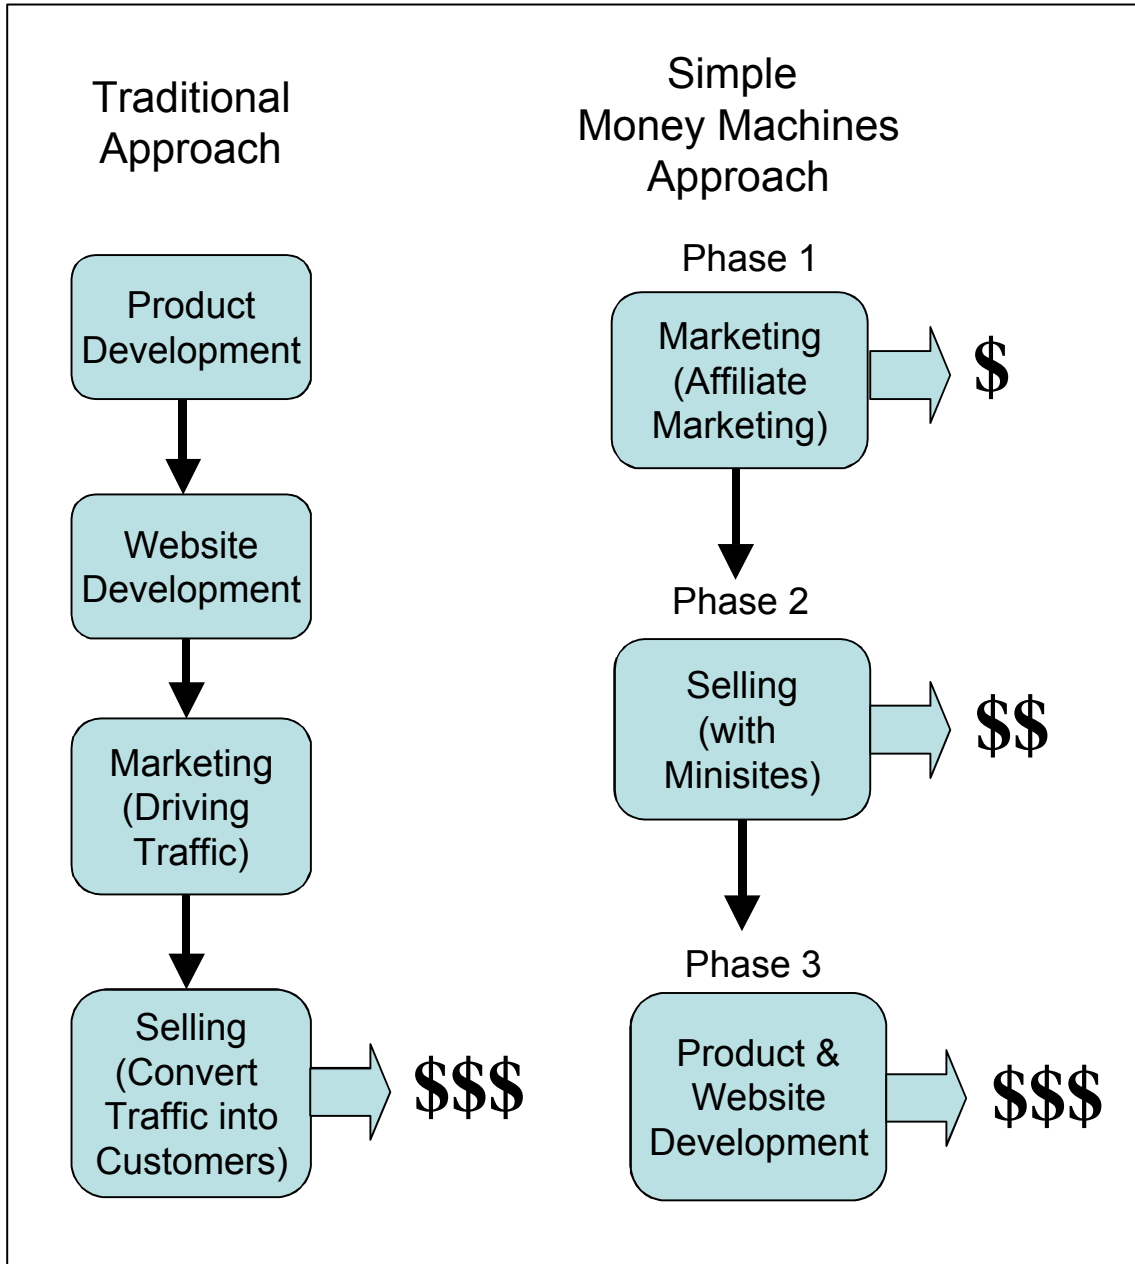 Traditional
Approach
Product
Development
Website
Development
Marketing
(Driving
Traffic)
Selling
(Convert
Traffic into
Customers)
$$$
Simple
Money Machines
Approach
Phase 1
Marketing
(Affiliate
Marketing)
$
Phase 2
Selling
(with
Minisites)
$$
Phase 3
Product &
Website
Development
$$$